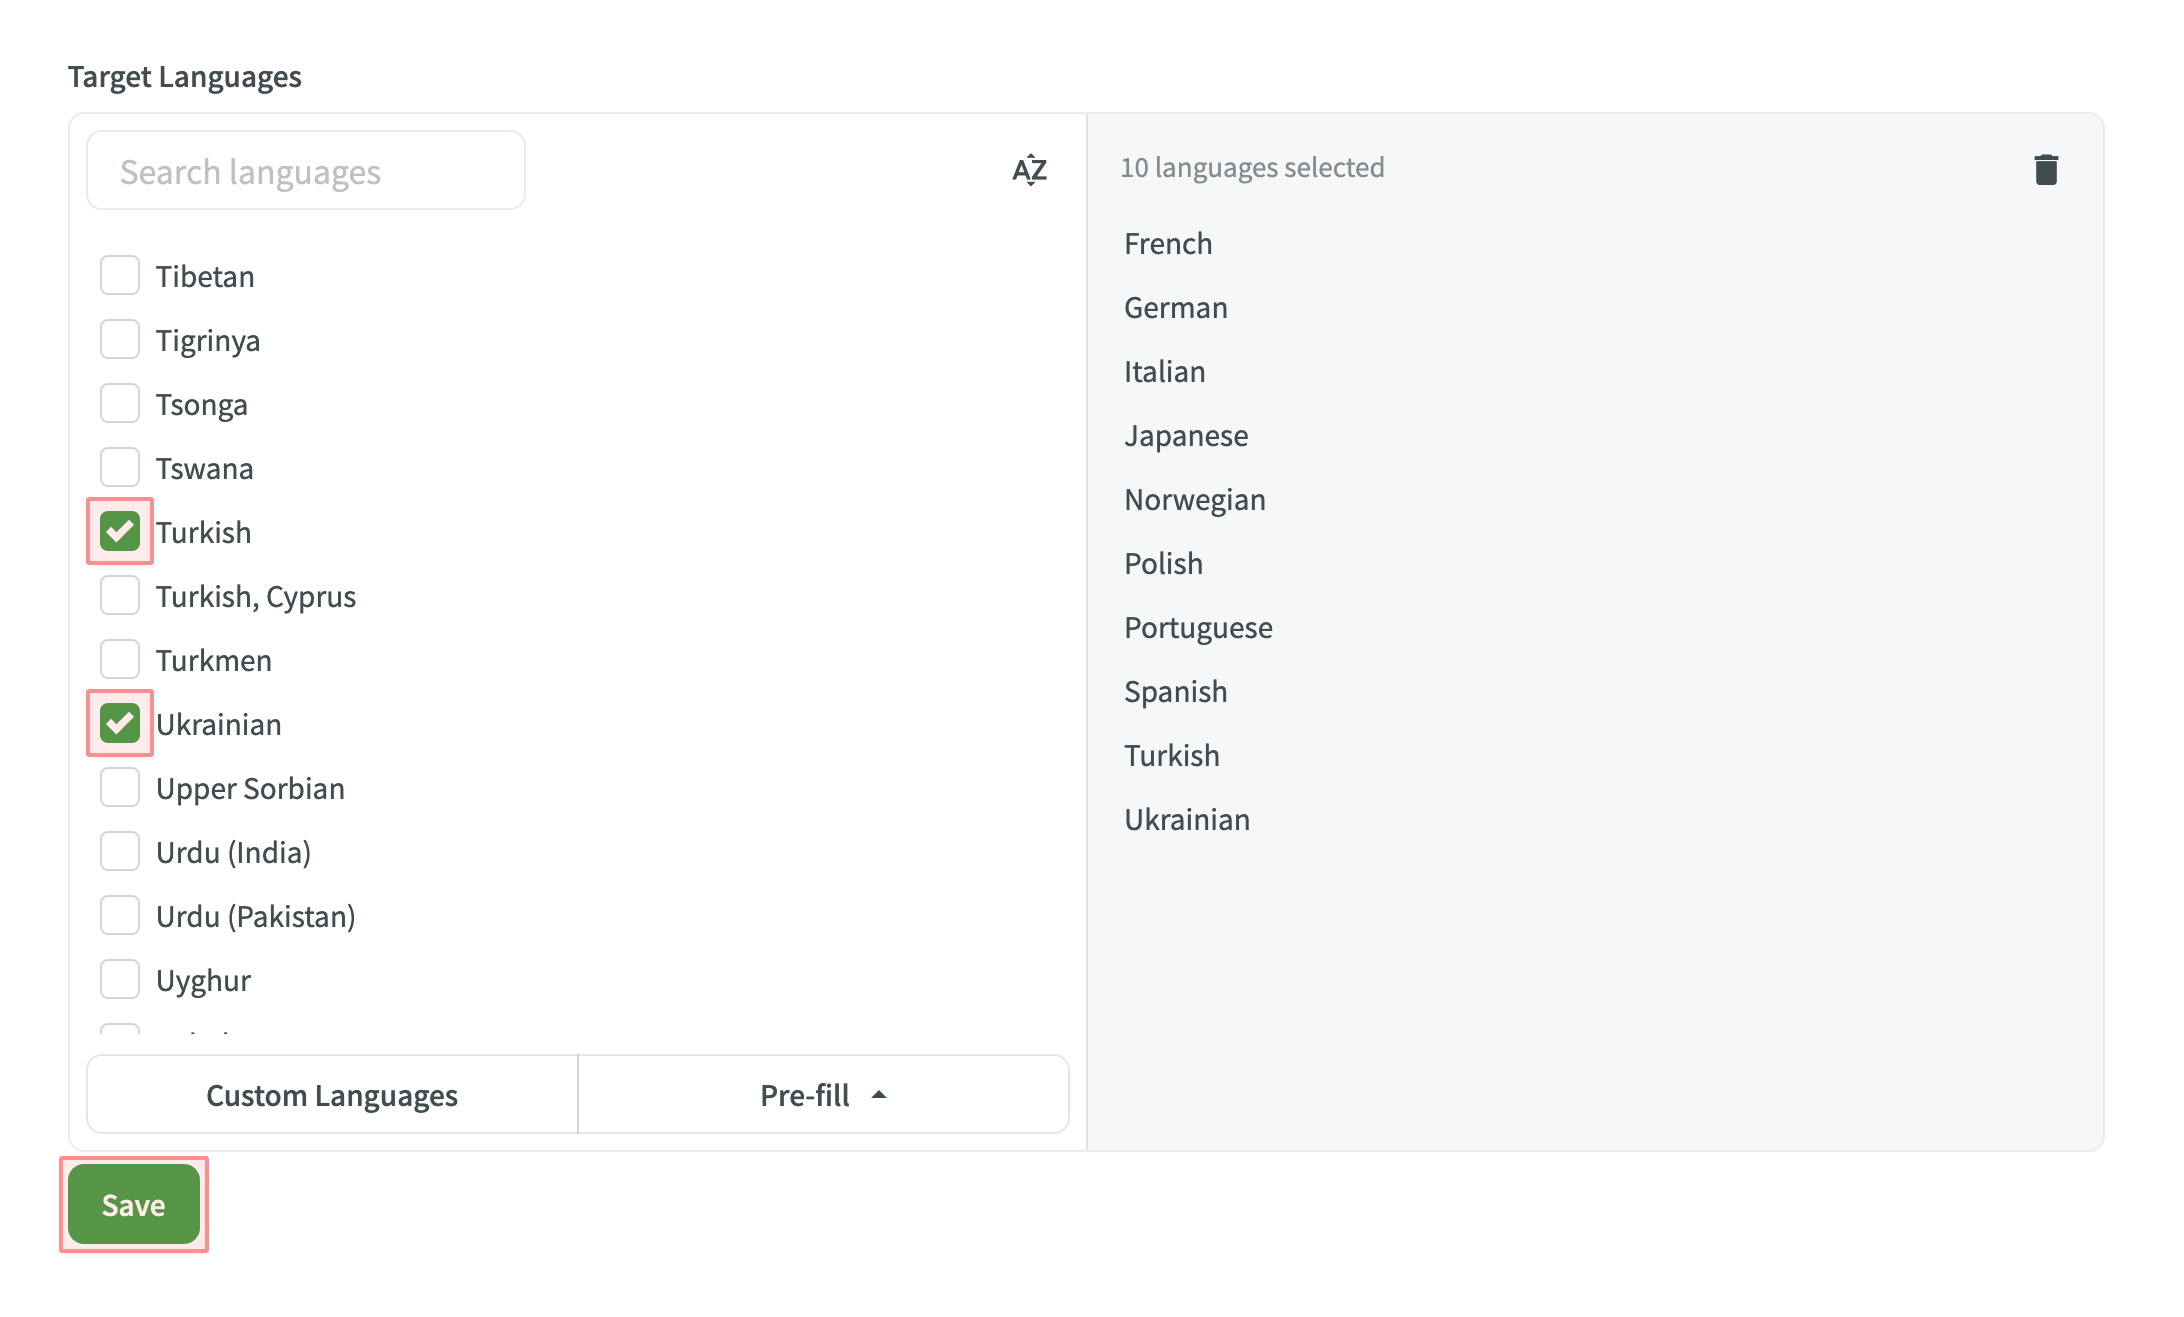 Target Languages
Search languages
AZ
Tibetan
Tigrinya
Tsonga
Tswana
Turkish
Turkish, Cyprus
Turkmen
Ukrainian
Upper Sorbian
Urdu (India)
Urdu (Pakistan)
Uyghur
Custom Languages
Pre-fill
10 languages selected
French
German
Italian
Japanese
Norwegian
Polish
Portuguese
Spanish
Turkish
Ukrainian
Save